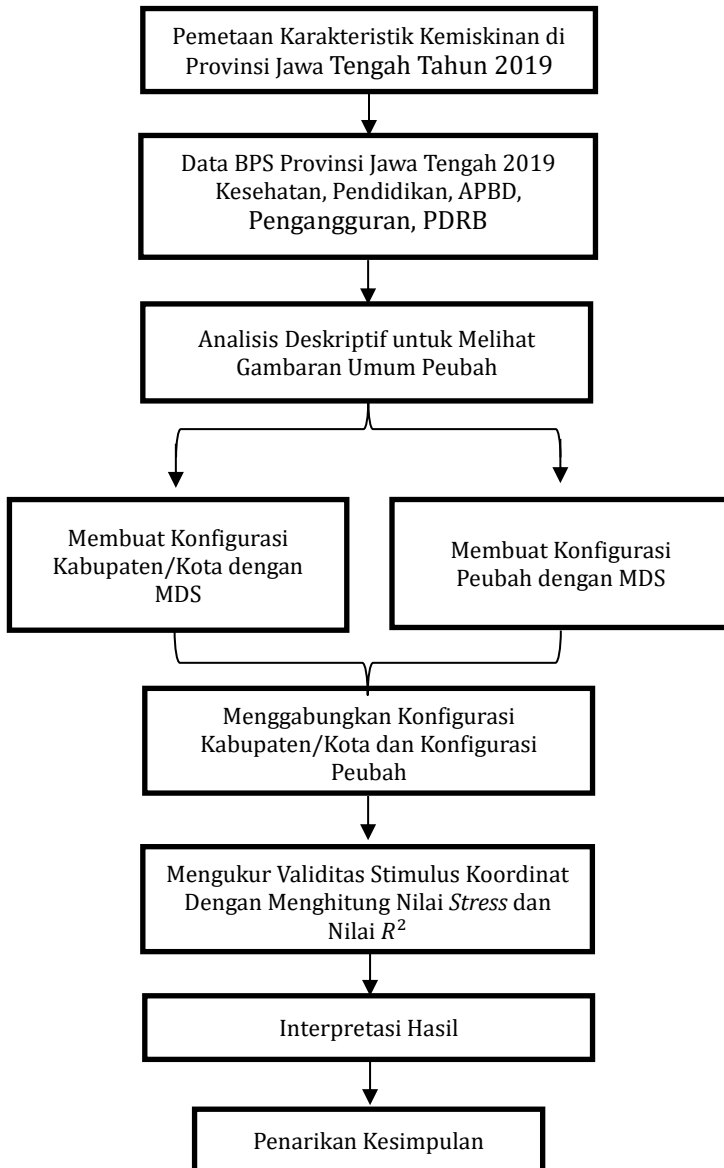 Pemetaan Karakteristik Kemiskinan di
Provinsi Jawa Tengah Tahun 2019
Data BPS Provinsi Jawa Tengah 2019
Kesehatan, Pendidikan, APBD,
Pengangguran, PDRB
Analisis Deskriptif untuk Melihat
Gambaran Umum Peubah
Membuat Konfigurasi
Kabupaten/Kota dengan
MDS
Membuat Konfigurasi
Peubah dengan MDS
Menggabungkan Konfigurasi
Kabupaten/Kota dan Konfigurasi
Peubah
Mengukur Validitas Stimulus Koordinat
Dengan Menghitung Nilai Stress dan
Nilai R²
Interpretasi Hasil
Penarikan Kesimpulan